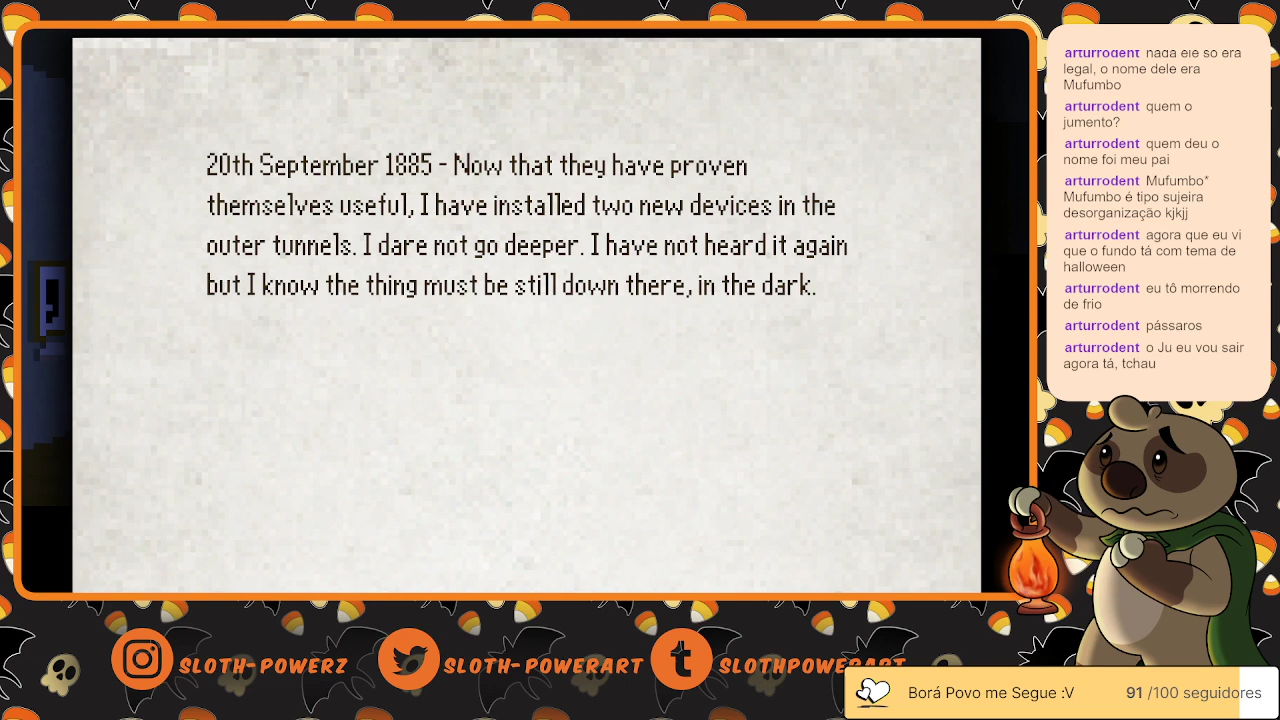 20th September 1885 - Now that they have proven
themselves useful, I have installed two new devices in the
outer tunnels. I dare not go deeper. I have not heard it again
but I know the thing must be still down there, in the dark.
arturrodent nada ele so era
legal, o nome dele era
Mufumbo
arturrodent quem o
jumento?
arturrodent quem deu o
nome foi meu pai
arturrodent Mufumbo*
Mufumbo é tipo sujeira
desorganização kjkjj
arturrodent agora que eu vi
que o fundo tá com tema de
halloween
arturrodent eu tô morrendo
de frio
arturrodent pássaros
arturrodent o Ju eu vou sair
agora tá, tchau
SLOTH-POWERZ
SLOTH-POWERART
SLOTHPOWERART
Borá Povo me Segue :V
91 /100 seguidores